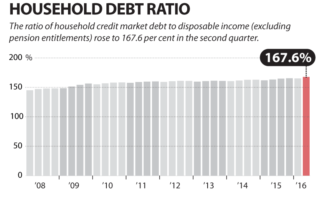 HOUSEHOLD DEBT RATIO
The ratio of household credit market debt to disposable income (excluding
pension entitlements) rose to 167.6 per cent in the second quarter.
200 %
167.6%
150
100
50
0
'08 '09 '10 '11 '12 '13 '14 '15 '16